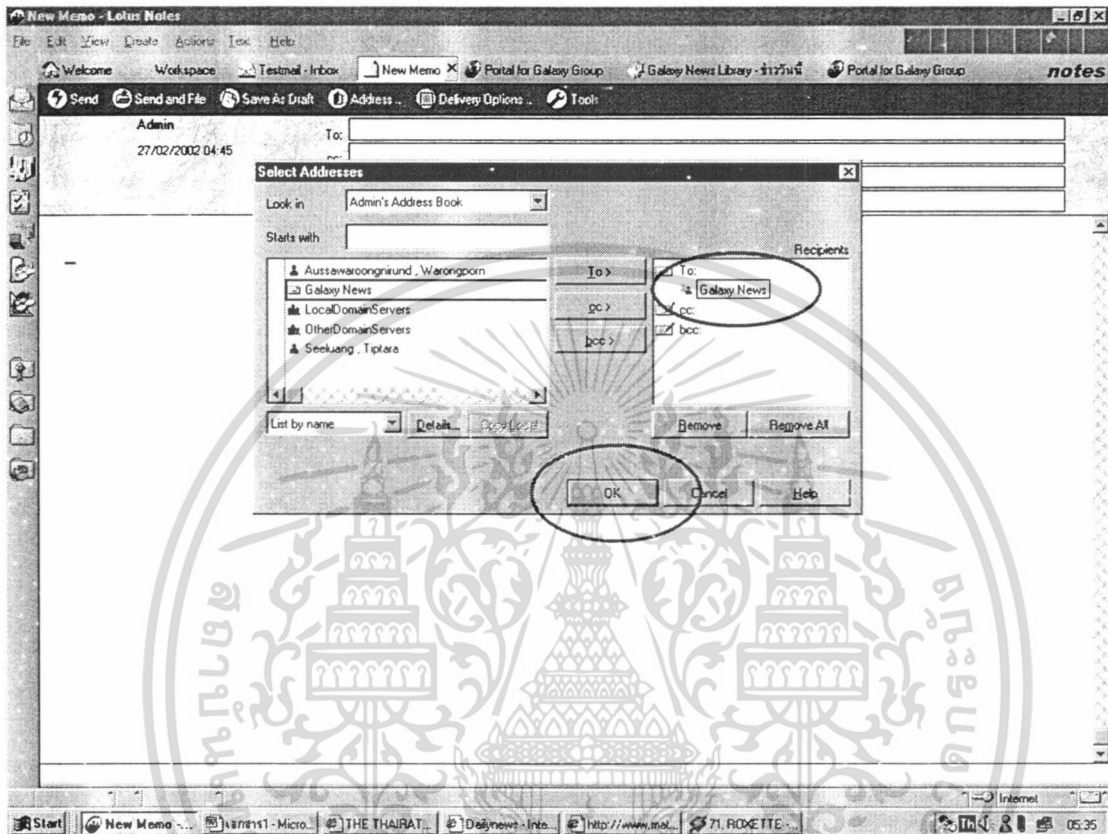 New Memo - Lotus Notes
File Edit View Create Actions Text Help
Welcome Workspace Testmail - Inbox New Memo Portal for Galaxy Group Galaxy News Library - ข่าววันนี้ Portal for Galaxy Group notes
Send Send and File Save As Draft Address .. Delivery Options .. Tools
Admin
27/02/2002 04:45
To:
cc:
Select Addresses
Look in Admin's Address Book
Starts with
Recipients
Aussawaroongnirund , Warongporn
Galaxy News
LocalDomainServers
OtherDomainServers
Seeluang , Tiptara
To >
cc >
bcc >
To:
Galaxy News
cc:
bcc:
List by name Details... Copy Local Remove Remove All
OK Cancel Help
Internet
Start New Memo -... เอกสาร1 - Micro... THE THAIRAT... Dailynews - Inte... http://www.mat... 71. ROXETTE -... Th 05:35